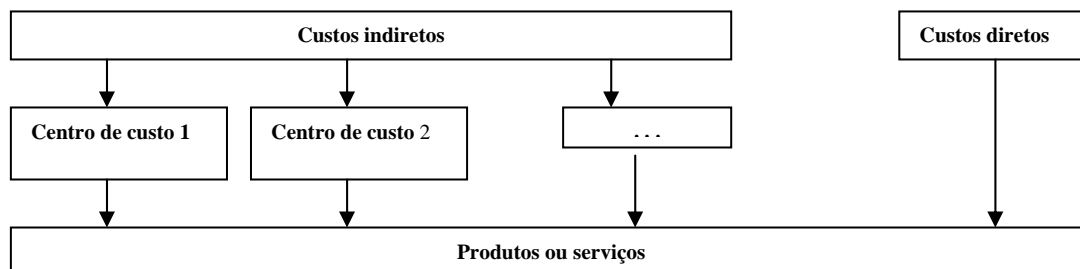 Custos indiretos
Custos diretos
Centro de custo 1
Centro de custo 2
. . .
Produtos ou serviços